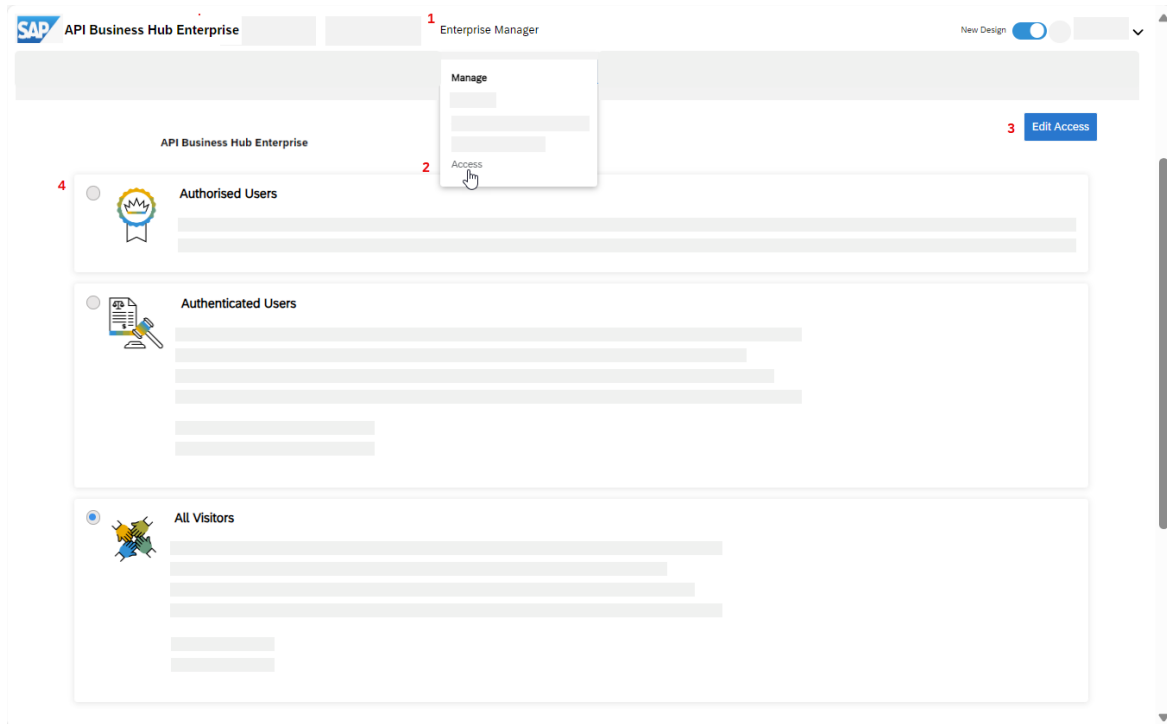 SAP API Business Hub Enterprise 1 Enterprise Manager New Design
Manage
3 Edit Access
API Business Hub Enterprise
2 Access
4 Authorised Users
Authenticated Users
$
All Visitors